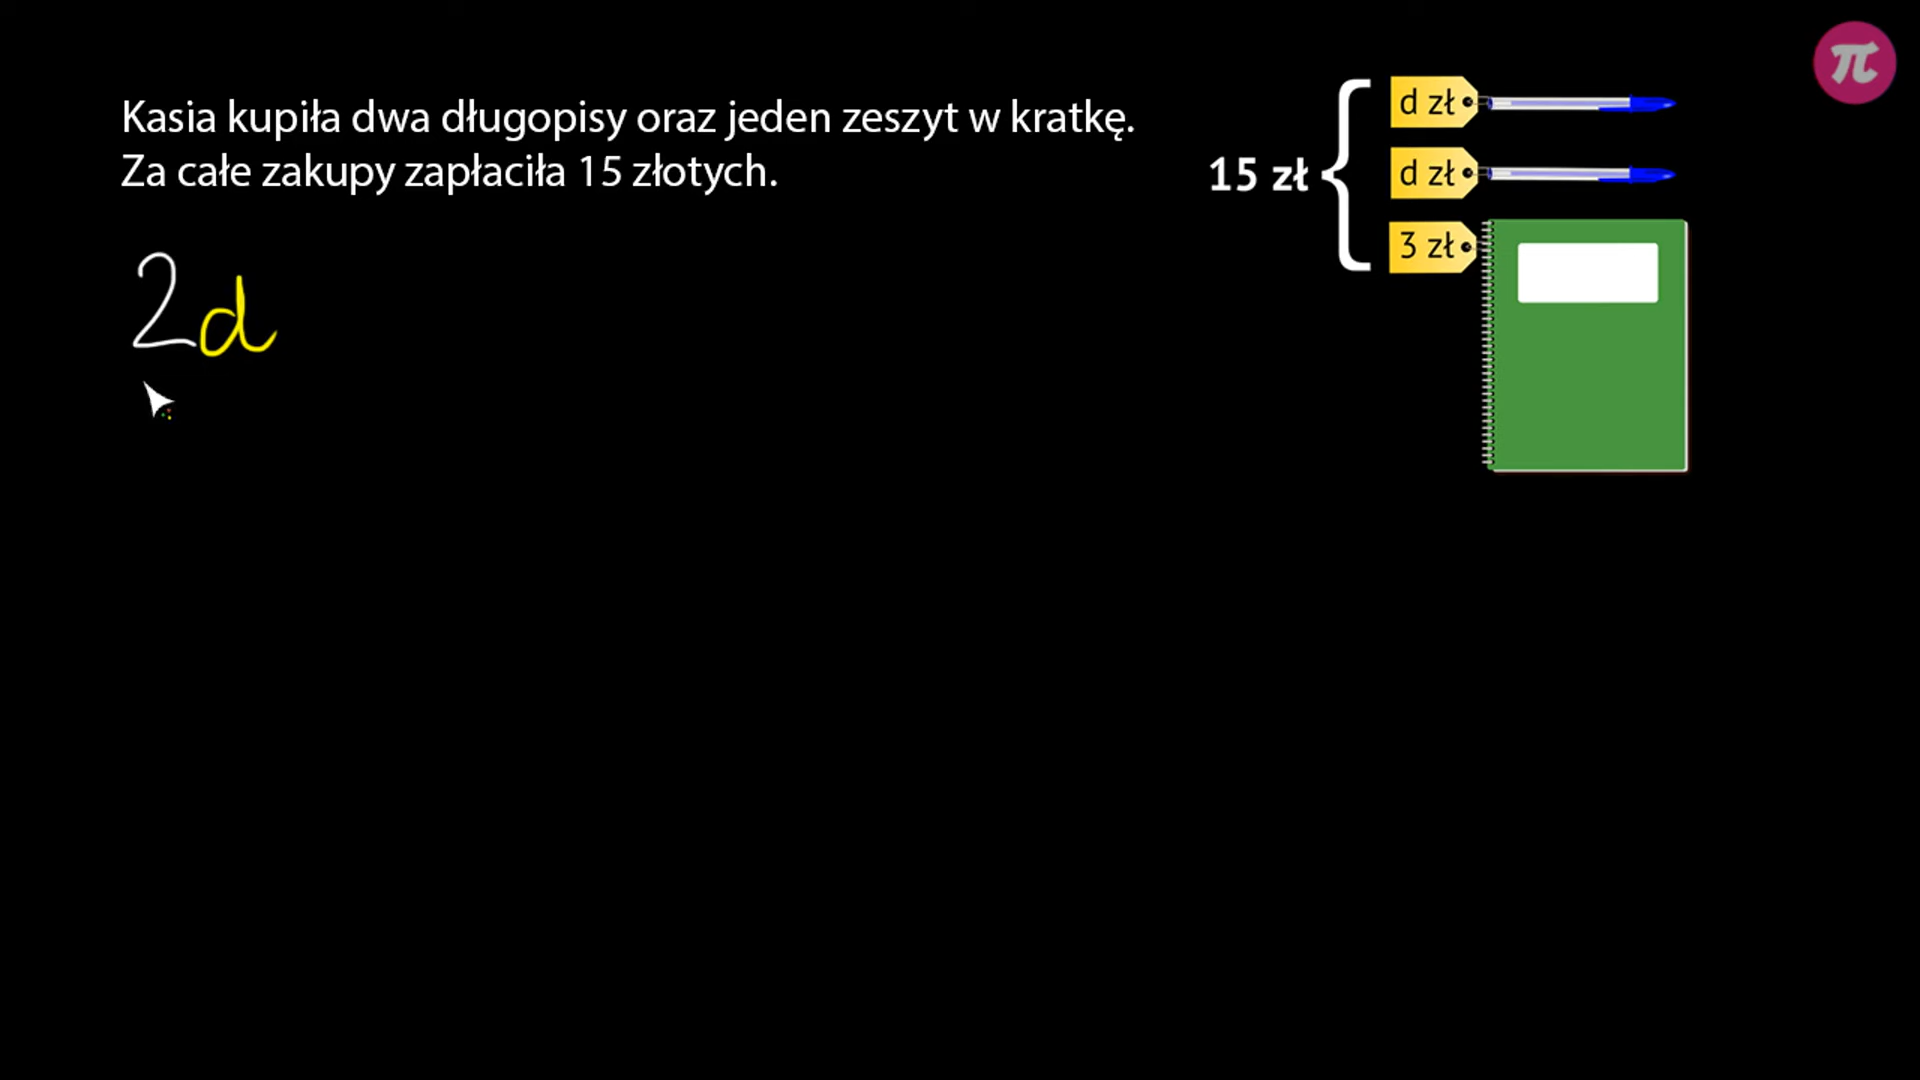 Kasia kupiła dwa długopisy oraz jeden zeszyt w kratkę.
Za całe zakupy zapłaciła 15 złotych.
2d
15 zł
d zł
d zł
3 zł
π